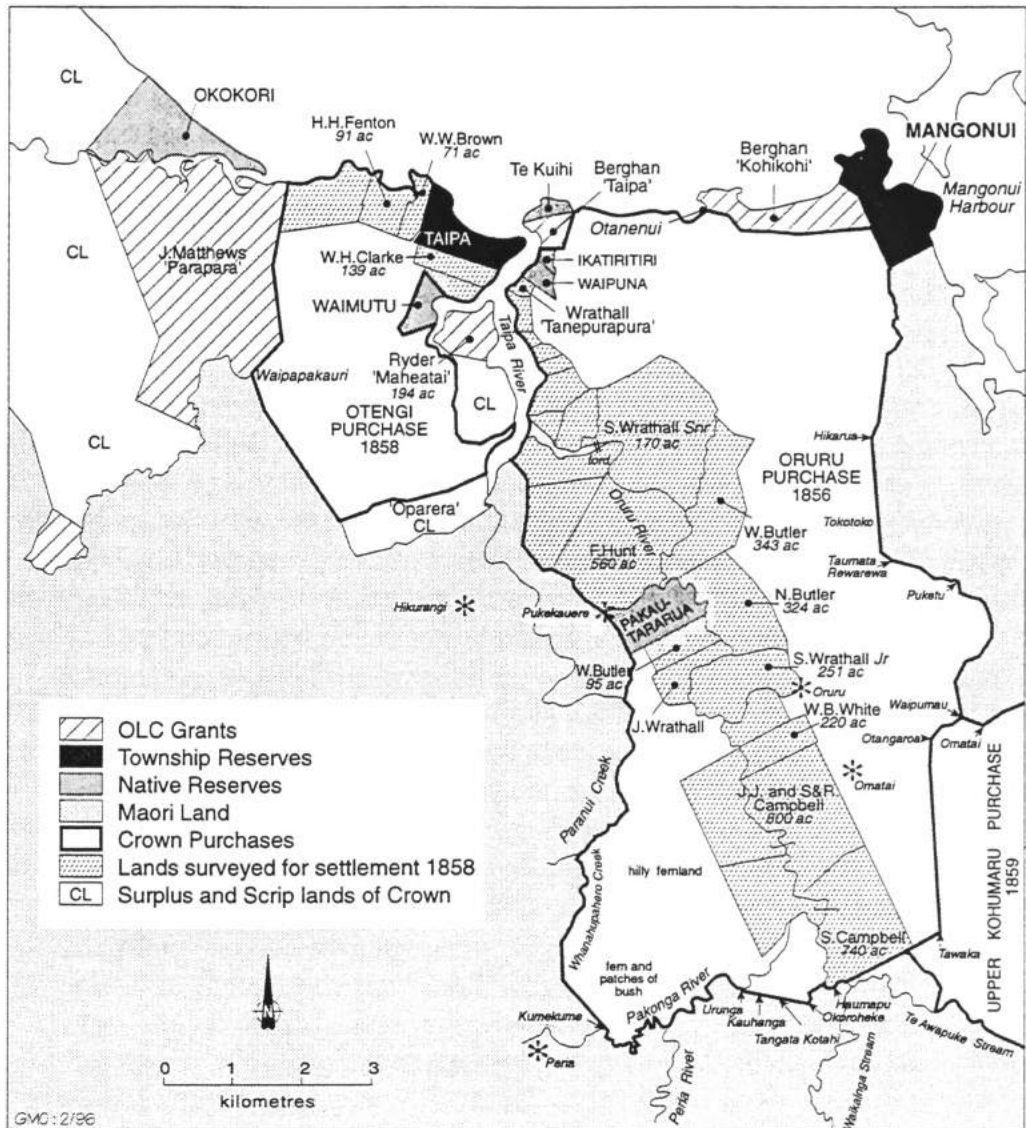 CL
OKOKORI
H.H.Fenton
91 ac
W.W.Brown
71 ac
Te Kuihi
Berghan
'Taipa'
Berghan
'Kohikohi'
MANGONUI
Mangonui
Harbour
Otanenui
CL
J.Matthews
'Parapara'
TAIPA
W.H.Clarke
139 ac
IKATIRITIRI
WAIPUNA
WAIMUTU
Wrathall
'Tanepurapura'
Taipa River
Ryder
'Maheatai'
194 ac
Waipapakauri
OTENGI
PURCHASE
1858
CL
CL
S.Wrathall Snr
170 ac
ford
Hikarua
ORURU
PURCHASE
1856
'Oparera'
CL
Oruru River
W.Butler
343 ac
Tokotoko
F.Hunt
560 ac
Taumata
Rewarewa
Puketu
N.Butler
324 ac
Hikurangi
Pukekauere
PAKAU-
TARARUA
S.Wrathall Jr
251 ac
Oruru
W.Butler
95 ac
J.Wrathall
W.B.White
220 ac
Waipumau
Otangaroa
Omatai
Omatai
OLC Grants
Township Reserves
Native Reserves
Maori Land
Crown Purchases
Lands surveyed for settlement 1858
CL Surplus and Scrip lands of Crown
Paranui Creek
J.J. and S&R.
Campbell
800 ac
UPPER KOHUMARU PURCHASE
1859
hilly fernland
Whanahupahero Creek
S.Campbell
740 ac
Tawaka
fern and
patches of
bush
Pakonga River
Kumekume
Urunga
Kauhanga
Tangata Kotahi
Haumapu
Okoroheke
Te Awapuke Stream
Peria
Peria River
Waikainga Stream
N
0 1 2 3
kilometres
GMO:2/96